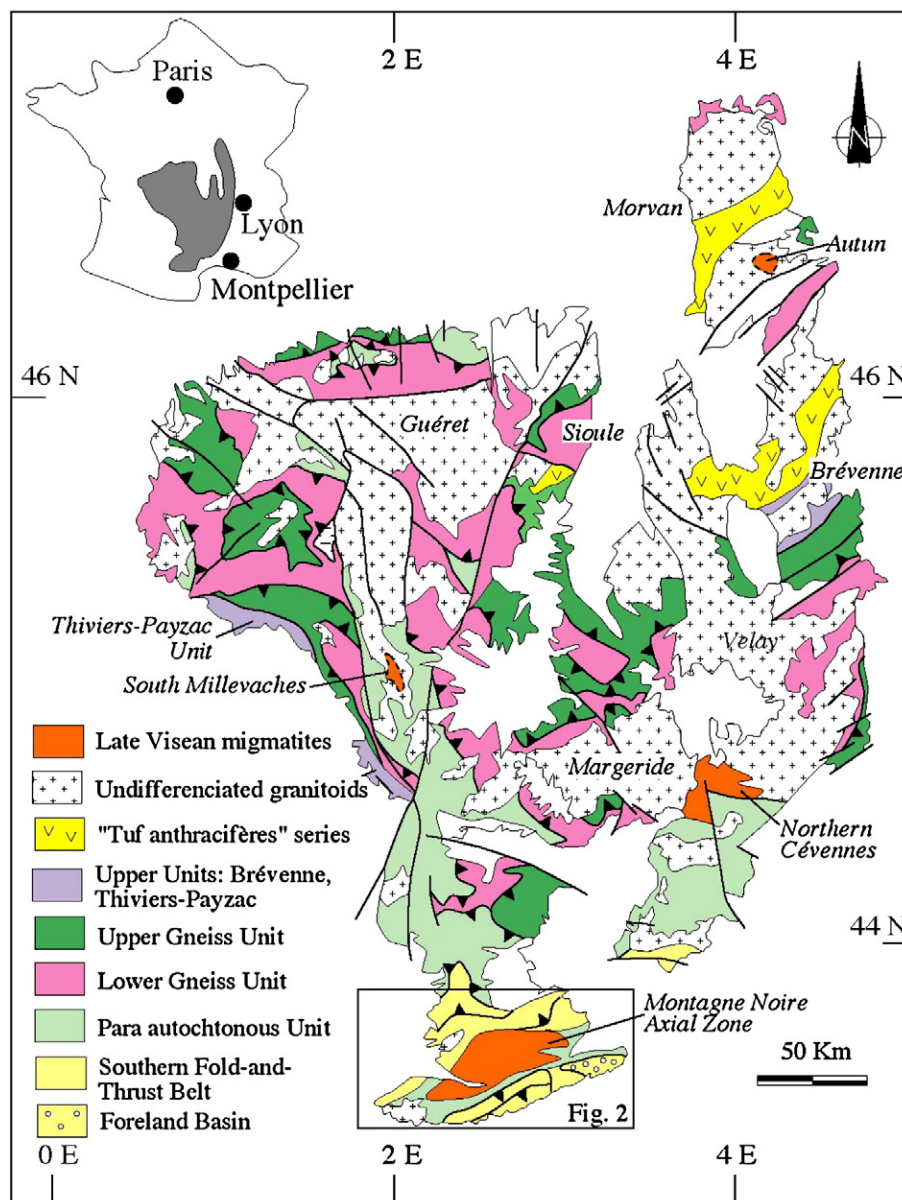 2 E
4 E
Paris
Lyon
Montpellier
N
Morvan
Autun
46 N
46 N
Guéret
Sioule
Brévenne
Thiviers-Payzac
Unit
South Millevaches
Velay
Margeride
Northern
Cévennes
44 N
Late Visean migmatites
Undifferenciated granitoids
"Tuf anthracifères" series
Upper Units: Brévenne,
Thiviers-Payzac
Upper Gneiss Unit
Lower Gneiss Unit
Para autochtonous Unit
Southern Fold-and-
Thrust Belt
Foreland Basin
Montagne Noire
Axial Zone
50 Km
Fig. 2
0 E
2 E
4 E